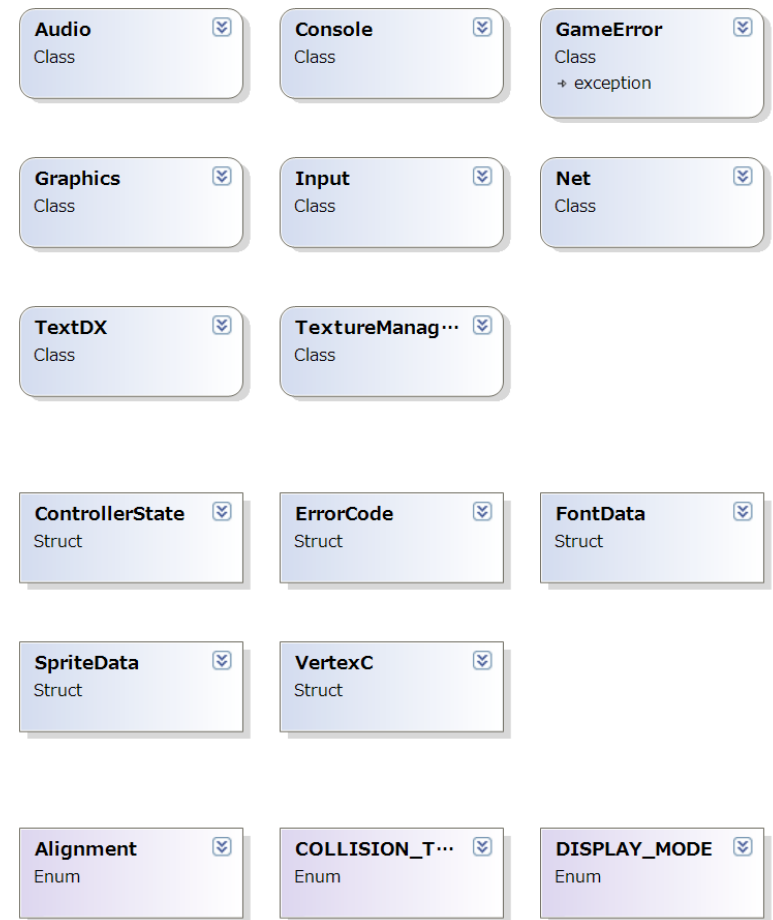 Audio
Class
Console
Class
GameError
Class
exception
Graphics
Class
Input
Class
Net
Class
TextDX
Class
TextureManag···
Class
ControllerState
Struct
ErrorCode
Struct
FontData
Struct
SpriteData
Struct
VertexC
Struct
Alignment
Enum
COLLISION_T···
Enum
DISPLAY_MODE
Enum